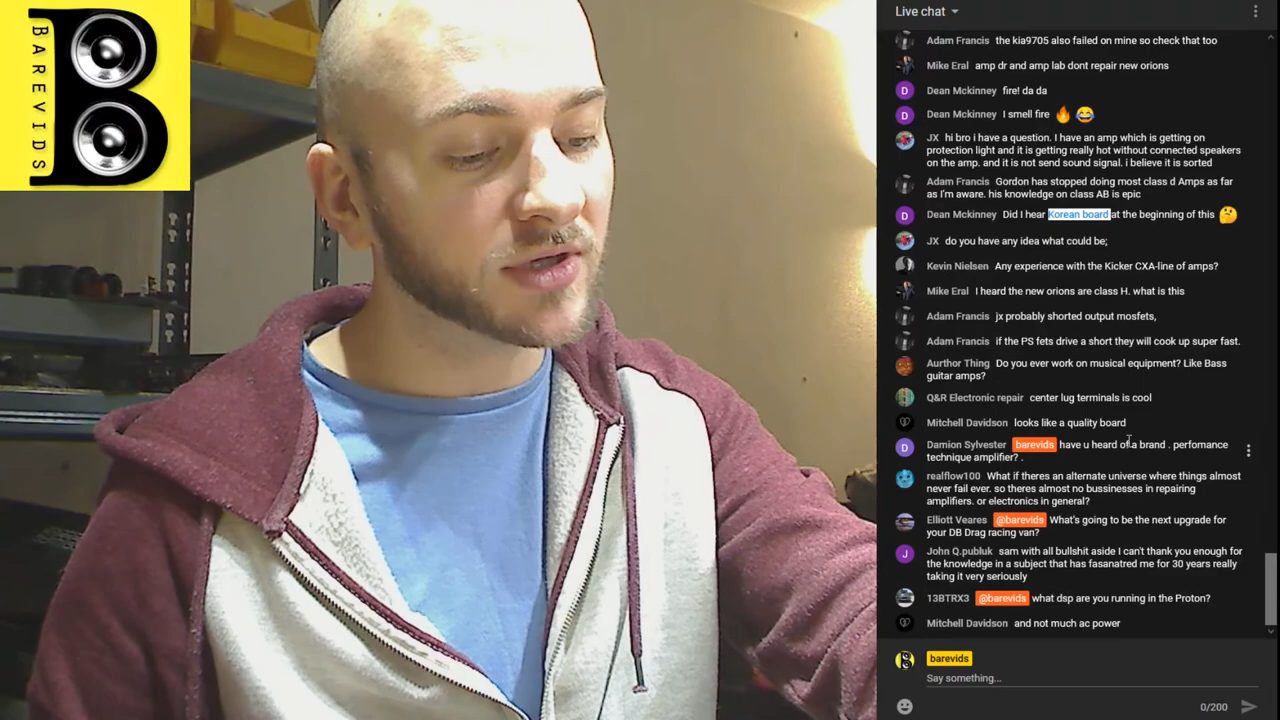 BAREVIDS
Live chat
Adam Francis the kia9705 also failed on mine so check that too
Mike Eral amp dr and amp lab dont repair new orions
Dean Mckinney fire! da da
D
Dean Mckinney I smell fire 🔥 😂
D
JX hi bro i have a question. I have an amp which is getting on
protection light and it is getting really hot without connected speakers
on the amp. and it is not send sound signal. i believe it is sorted
Adam Francis Gordon has stopped doing most class d Amps as far
as I'm aware. his knowledge on class AB is epic
Dean Mckinney Did I hear Korean board at the beginning of this 🤔
D
JX do you have any idea what could be;
Kevin Nielsen Any experience with the Kicker CXA-line of amps?
Mike Eral I heard the new orions are class H. what is this
Adam Francis jx probably shorted output mosfets,
Adam Francis if the PS fets drive a short they will cook up super fast.
Aurthor Thing Do you ever work on musical equipment? Like Bass
guitar amps?
Q&R Electronic repair center lug terminals is cool
Mitchell Davidson looks like a quality board
Damion Sylvester barevids have u heard of a brand . perfomance
D
technique amplifier? .
realflow100 What if theres an alternate universe where things almost
never fail ever. so theres almost no bussinesses in repairing
amplifiers. or electronics in general?
Elliott Veares @barevids What's going to be the next upgrade for
your DB Drag racing van?
John Q.publuk sam with all bullshit aside I can't thank you enough for
J
the knowledge in a subject that has fasanatred me for 30 years really
taking it very seriously
13BTRX3 @barevids what dsp are you running in the Proton?
Mitchell Davidson and not much ac power
barevids
Say something...
0/200